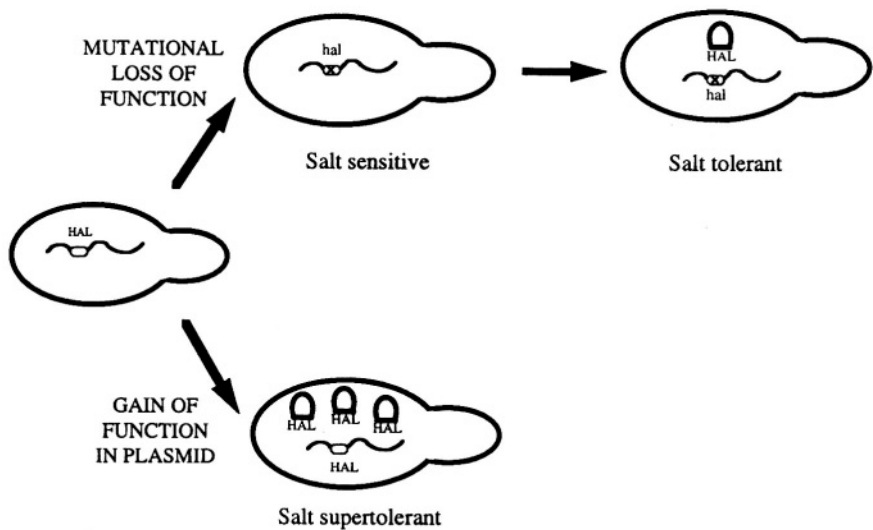 MUTATIONAL
LOSS OF
FUNCTION
hal
Salt sensitive
HAL
hal
Salt tolerant
HAL
GAIN OF
FUNCTION
IN PLASMID
HAL
HAL
HAL
HAL
Salt supertolerant